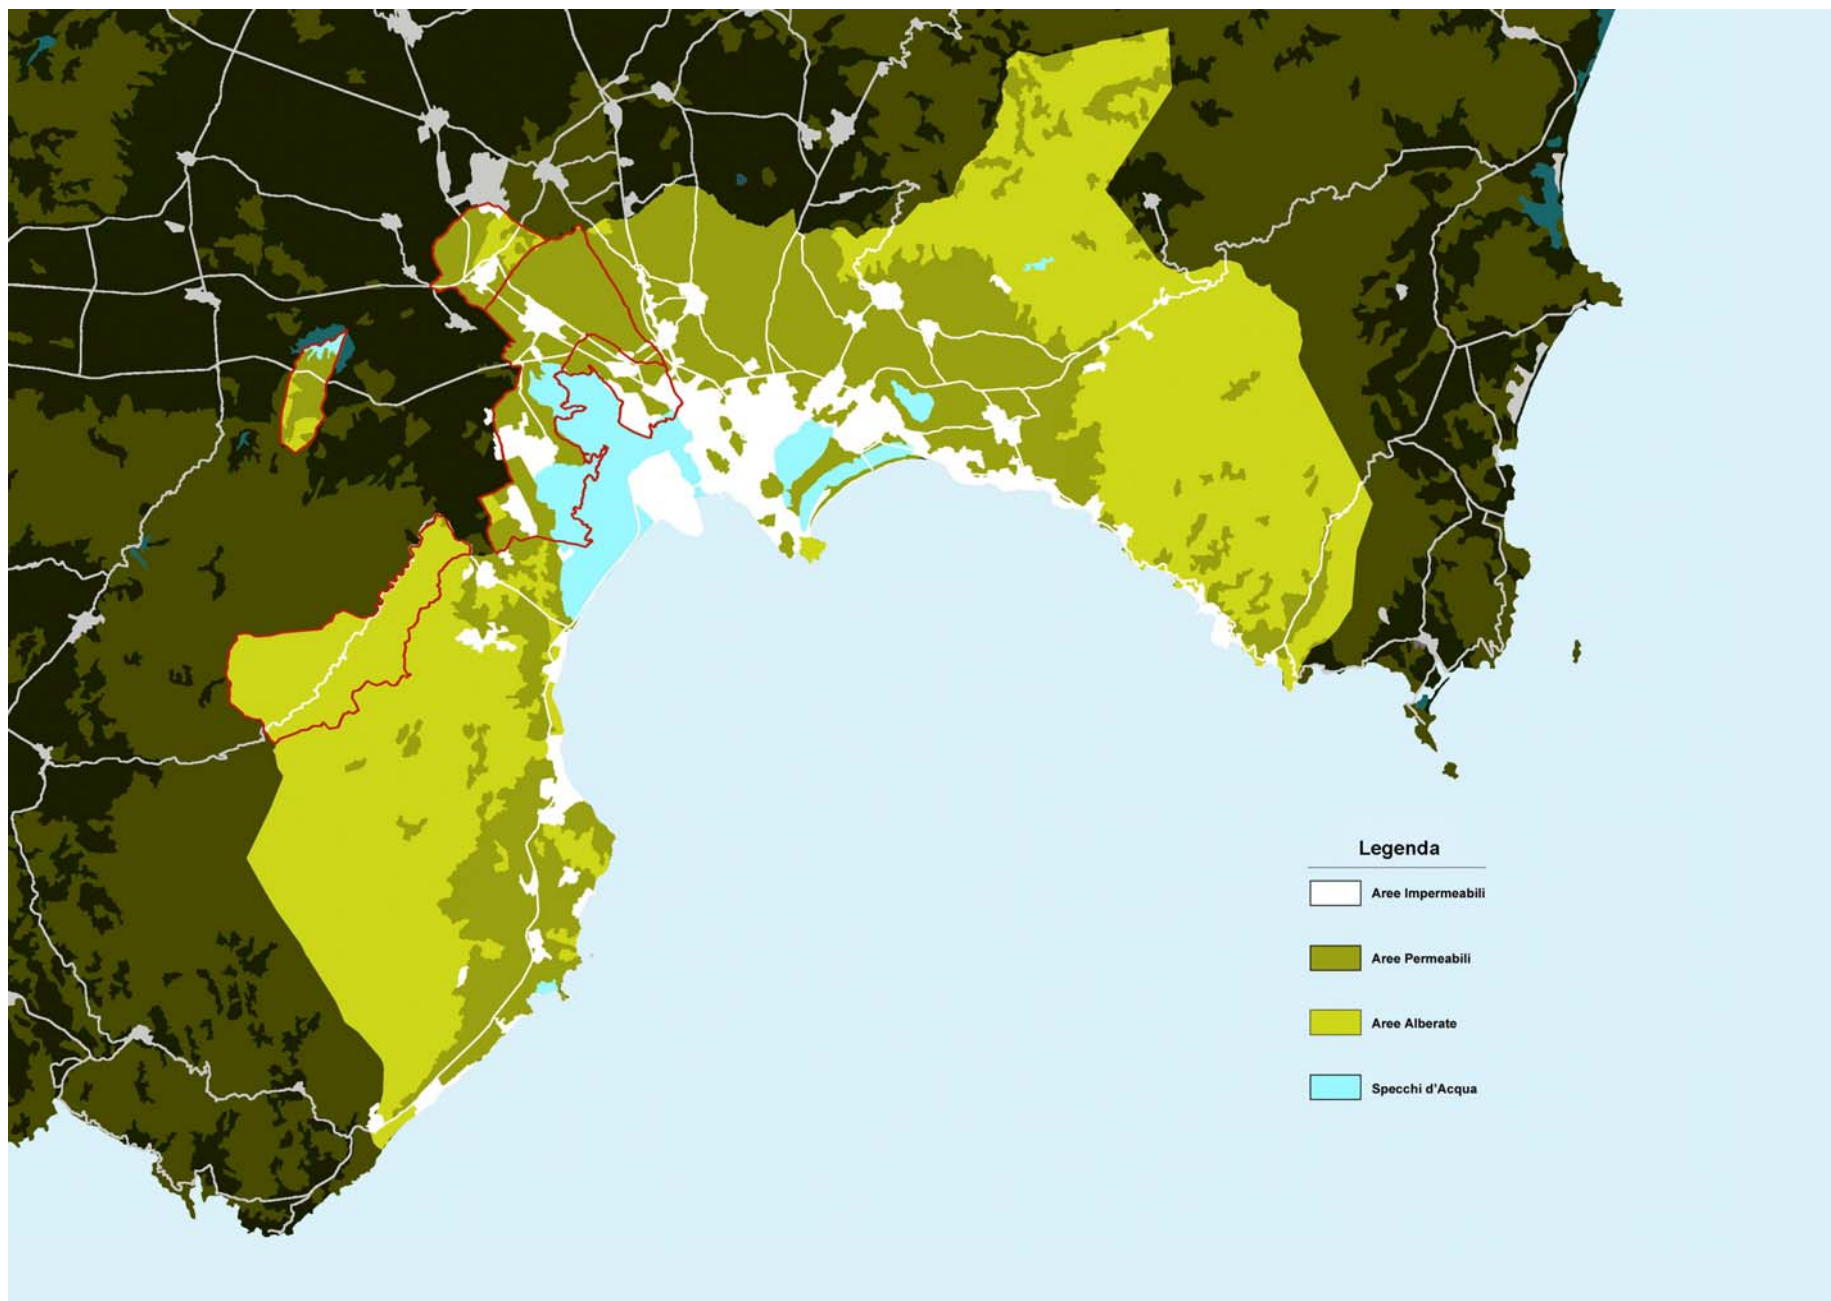 Legenda
Aree Impermeabili
Aree Permeabili
Aree Alberate
Specchi d'Acqua